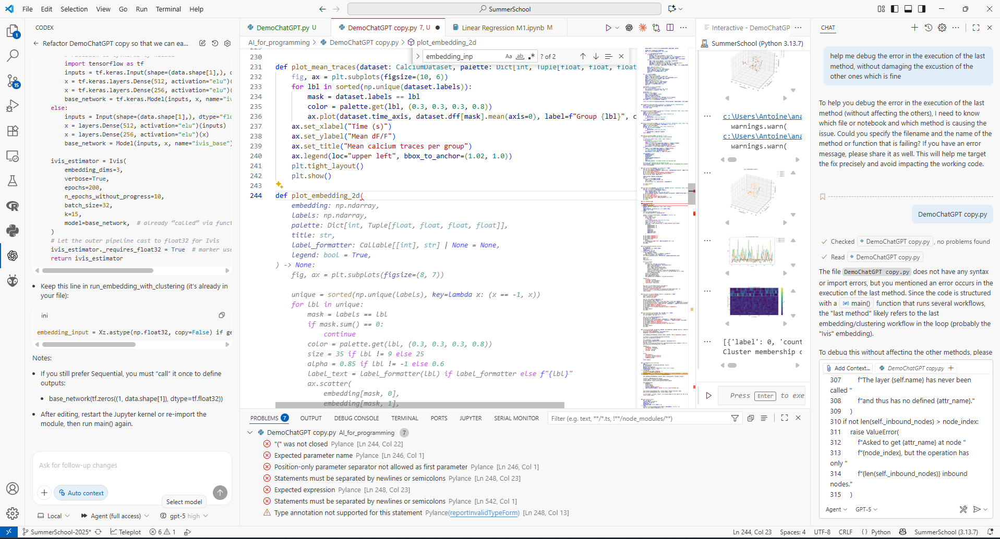 File Edit Selection View Go Run Terminal Help
SummerSchool
CODEX
Refactor DemoChatGPT copy so that we can ea...
import tensorflow as tf
inputs = tf.keras.Input(shape=(data.shape[1],), d
x = tf.keras.layers.Dense(512, activation="elu")(
x = tf.keras.layers.Dense(256, activation="elu")(
base_network = tf.keras.Model(inputs, x, name="iv
else:
inputs = Input(shape=(data.shape[1],), dtype="flo
x = layers.Dense(512, activation="elu")(inputs)
x = layers.Dense(256, activation="elu")(x)
base_network = Model(inputs, x, name="ivis_base")
ivis_estimator = Ivis(
embedding_dims=3,
verbose=True,
epochs=200,
n_epochs_without_progress=10,
batch_size=32,
k=15,
model=base_network,  # already “called” via funct
)
# Let the outer pipeline cast to float32 for Ivis
ivis_estimator._requires_float32 = True  # marker use
return ivis_estimator
Keep this line in run_embedding_with_clustering (it’s already in
your file):
ini
embedding_input = Xz.astype(np.float32, copy=False) if ge
Notes:
If you still prefer Sequential, you must “call” it once to define
outputs:
base_network(tf.zeros((1, data.shape[1]), dtype=tf.float32))
After editing, restart the Jupyter kernel or re-import the
module, then run main() again.
Ask for follow-up changes
Auto context
Select model
Local
Agent (full access)
gpt-5 high
DemoChatGPT.py U
DemoChatGPT copy.py 7, U
Linear Regression M1.ipynb M
AI_for_programming > DemoChatGPT copy.py > plot_embedding_2d
embedding_inp
Aa ab .* ? of 2
230
231 def plot_mean_traces(dataset: CalciumDataset, palette: Dict[int, Tuple[float, float, float
232 fig, ax = plt.subplots(figsize=(10, 6))
233 for lbl in sorted(np.unique(dataset.labels)):
234 mask = dataset.labels == lbl
235 color = palette.get(lbl, (0.3, 0.3, 0.3, 0.8))
236 ax.plot(dataset.time_axis, dataset.dff[mask].mean(axis=0), label=f"Group {lbl}", c
237 ax.set_xlabel("Time (s)")
238 ax.set_ylabel("Mean dF/F")
239 ax.set_title("Mean calcium traces per group")
240 ax.legend(loc="upper left", bbox_to_anchor=(1.02, 1.0))
241 plt.tight_layout()
242 plt.show()
243
244 def plot_embedding_2d(
embedding: np.ndarray,
labels: np.ndarray,
palette: Dict[int, Tuple[float, float, float, float]],
title: str,
label_formatter: Callable[[int], str] | None = None,
legend: bool = True,
) -> None:
fig, ax = plt.subplots(figsize=(8, 7))
unique = sorted(np.unique(labels), key=lambda x: (x == -1, x))
for lbl in unique:
mask = labels == lbl
if mask.sum() == 0:
continue
color = palette.get(lbl, (0.3, 0.3, 0.3, 0.8))
size = 35 if lbl != 9 else 25
alpha = 0.85 if lbl != -1 else 0.6
label_text = label_formatter(lbl) if label_formatter else f"{lbl}"
ax.scatter(
embedding[mask, 0],
embedding[mask, 1],
PROBLEMS 7 OUTPUT DEBUG CONSOLE TERMINAL PORTS JUPYTER SERIAL MONITOR
Filter (e.g. text, **/*.ts, !**/node_modules/**)
DemoChatGPT copy.py AI_for_programming 7
"(" was not closed Pylance [Ln 244, Col 22]
Expected parameter name Pylance [Ln 246, Col 1]
Position-only parameter separator not allowed as first parameter Pylance [Ln 246, Col 1]
Statements must be separated by newlines or semicolons Pylance [Ln 248, Col 23]
Expected expression Pylance [Ln 248, Col 23]
Statements must be separated by newlines or semicolons Pylance [Ln 542, Col 1]
Type annotation not supported for this statement Pylance(reportInvalidTypeForm) [Ln 248, Col 13]
Interactive - DemoChatGP
SummerSchool (Python 3.13.7)
c:\Users\Antoine\ana
warnings.warn(
c:\Users\Antoine\ana
warnings.warn(
[{'label': 0, 'count
Cluster membership c
Press Enter to exe
CHAT
help me debug the error in the execution of the last
method, without damaging the excustion of the
other ones which is fine
To help you debug the error in the execution of the last
method (without affecting the others), I need to know
which file or notebook and which method is causing the
issue. Could you specify the filename and the name of the
method or function that is failing? If you have an error
message, please share it as well. This will help me target
the fix precisely and avoid impacting the working code.
DemoChatGPT copy.py
Checked DemoChatGPT copy.py , no problems found
Read DemoChatGPT copy.py
The file DemoChatGPT copy.py does not have any syntax
or import errors, but you mentioned an error occurs in the
execution of the last method. Since the code is structured
with a main() function that runs several workflows,
the "last method" likely refers to the last
embedding/clustering workflow in the loop (probably the
"Ivis" embedding).
To debug this without affecting the other methods, please
Add Context...
DemoChatGPT copy.py
307 f"The layer {self.name} has never been
called "
308 f"and thus has no defined {attr_name}."
309 )
310 if not len(self._inbound_nodes) > node_index:
311 raise ValueError(
312 f"Asked to get {attr_name} at node "
313 f"{node_index}, but the operation has
only "
314 f"{len(self._inbound_nodes)} inbound
nodes."
315 )
Agent
GPT-5
SummerSchool-2025* Teleplot 6 1
Ln 244, Col 23 Spaces: 4 UTF-8 CRLF { } Python SummerSchool (3.13.7)
1
15